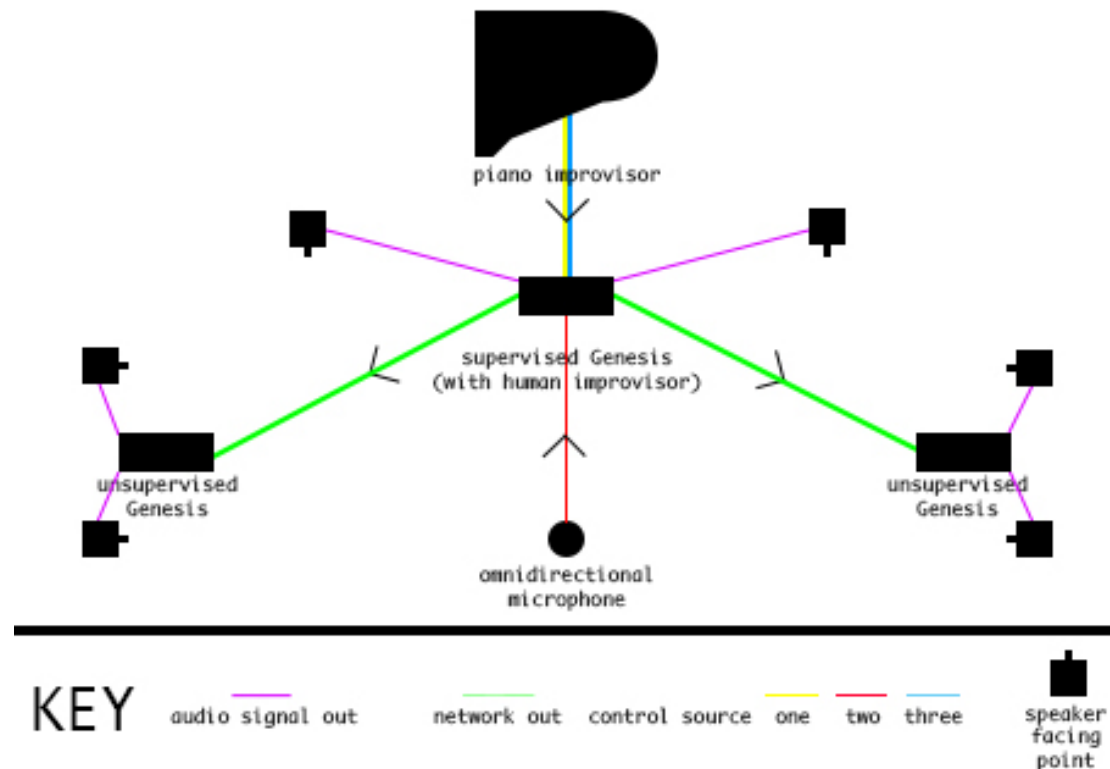 piano improvisor
supervised Genesis
(with human improvisor)
unsupervised
Genesis
unsupervised
Genesis
omnidirectional
microphone
KEY
audio signal out
network out
control source
one
two
three
speaker
facing
point